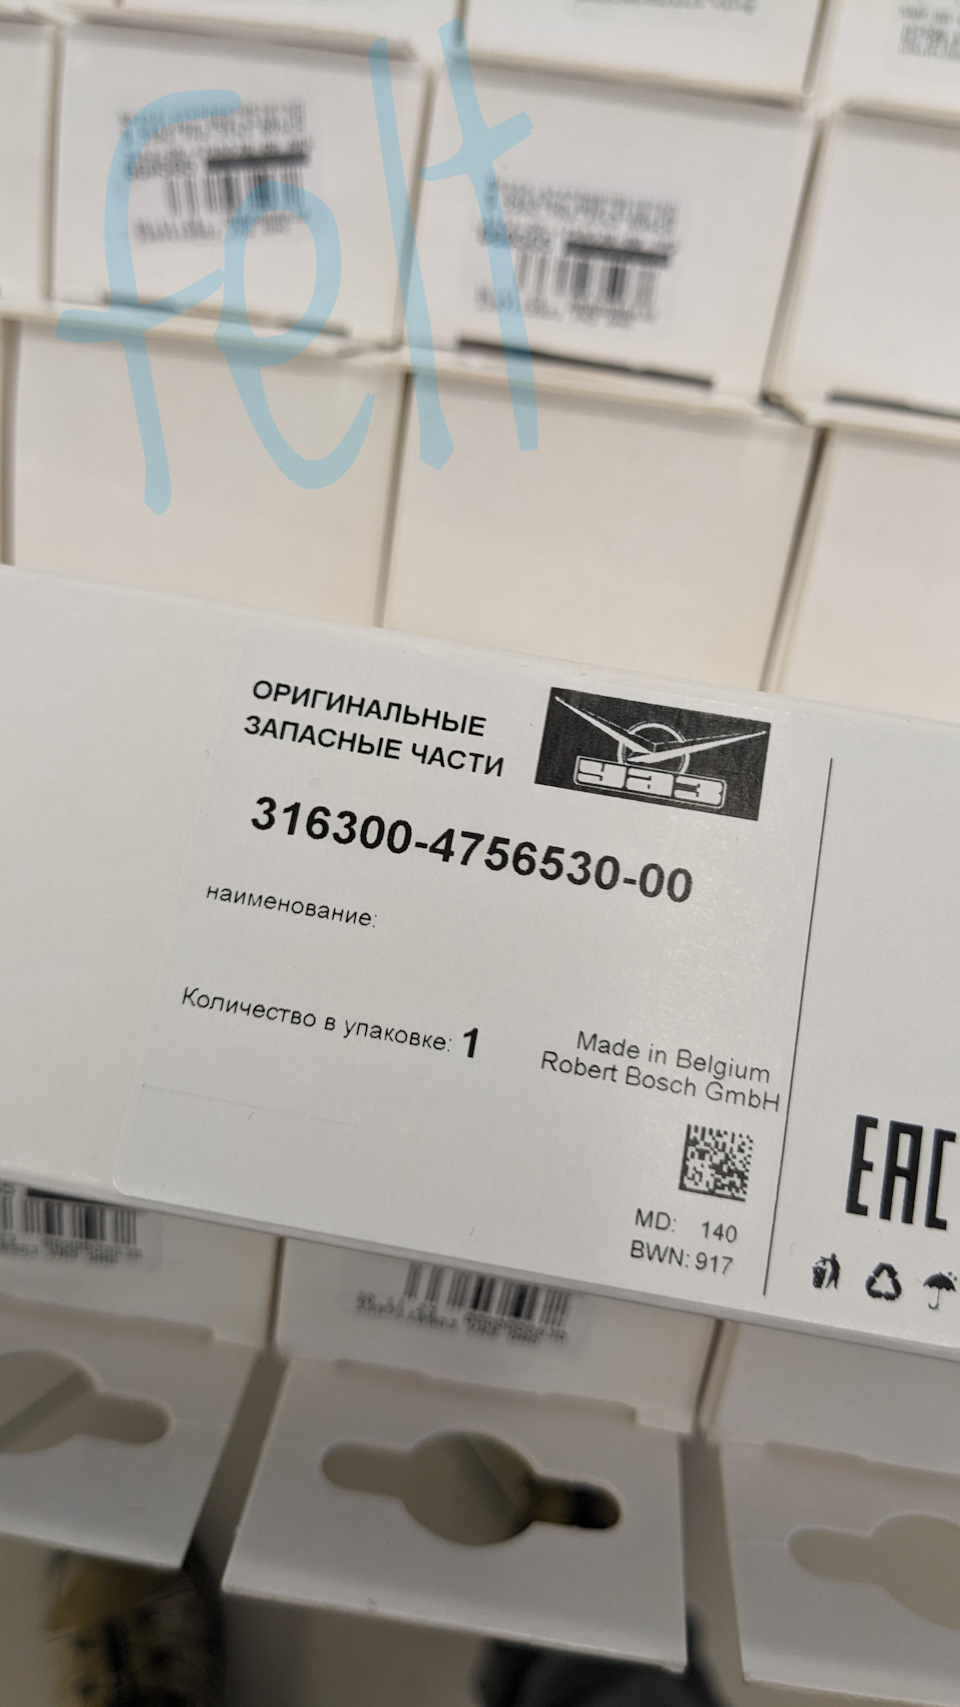 Felt
ОРИГИНАЛЬНЫЕ
ЗАПАСНЫЕ ЧАСТИ
УАЗ
316300-4756530-00
наименование:
Количество в упаковке: 1
Made in Belgium
Robert Bosch GmbH
MD: 140
BWN: 917
EAC